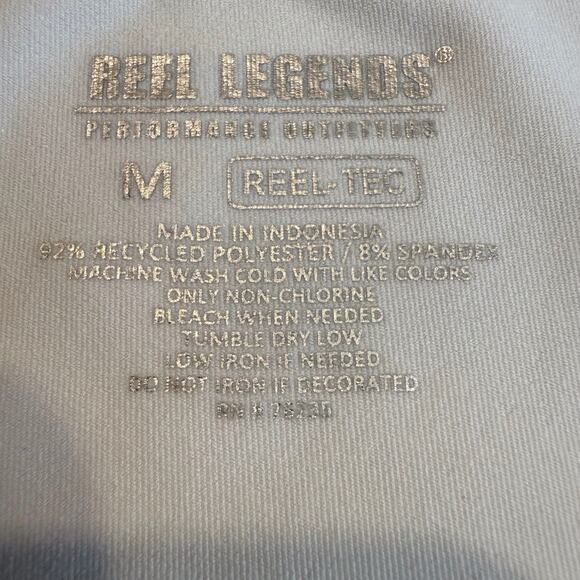 REEL LEGENDS®
PERFORMANCE OUTFITTERS
M REEL-TEC
MADE IN INDONESIA
92% RECYCLED POLYESTER / 8% SPANDEX
MACHINE WASH COLD WITH LIKE COLORS
ONLY NON-CHLORINE
BLEACH WHEN NEEDED
TUMBLE DRY LOW
LOW IRON IF NEEDED
DO NOT IRON IF DECORATED
RN #